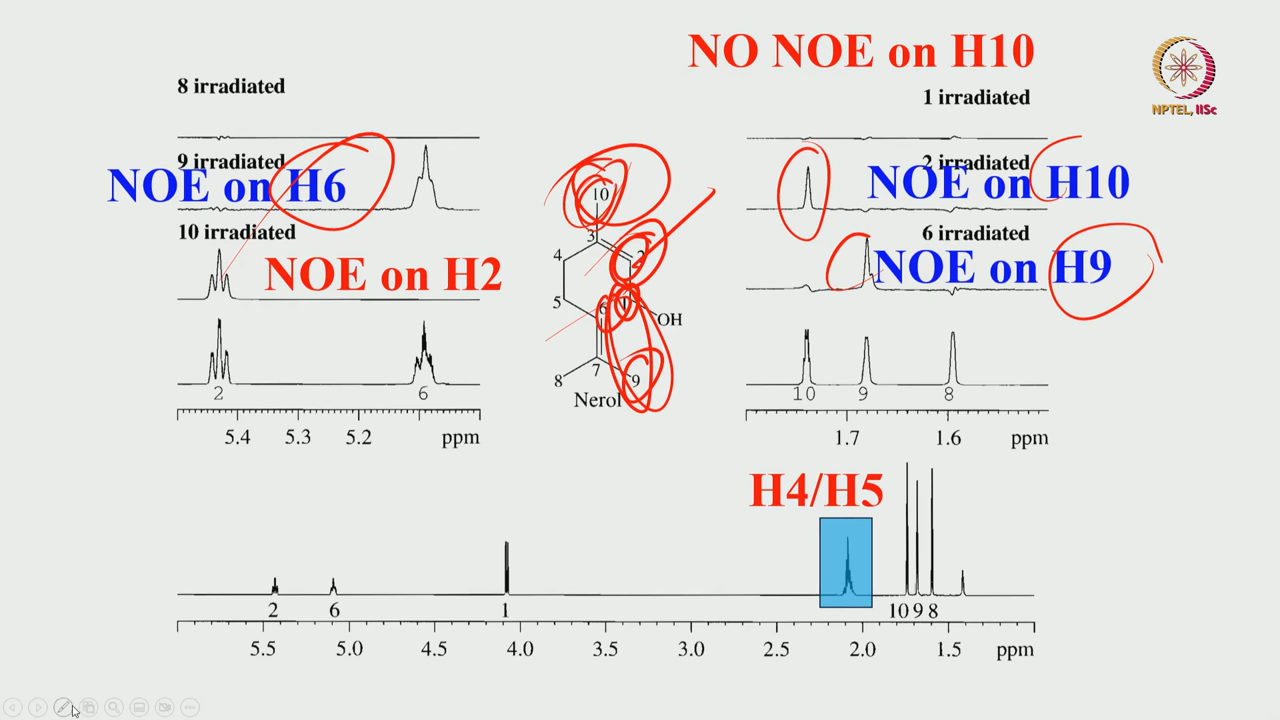 NO NOE on H10
NPTEL, IISc
8 irradiated
1 irradiated
9 irradiated
NOE on H6
2 irradiated
NOE on H10
10 irradiated
NOE on H2
6 irradiated
NOE on H9
10
3
2
4
5
6
1
OH
7
8
9
Nerol
2 6
5.4 5.3 5.2 ppm
10 9 8
1.7 1.6 ppm
H4/H5
2 6 1 10 9 8
5.5 5.0 4.5 4.0 3.5 3.0 2.5 2.0 1.5 ppm